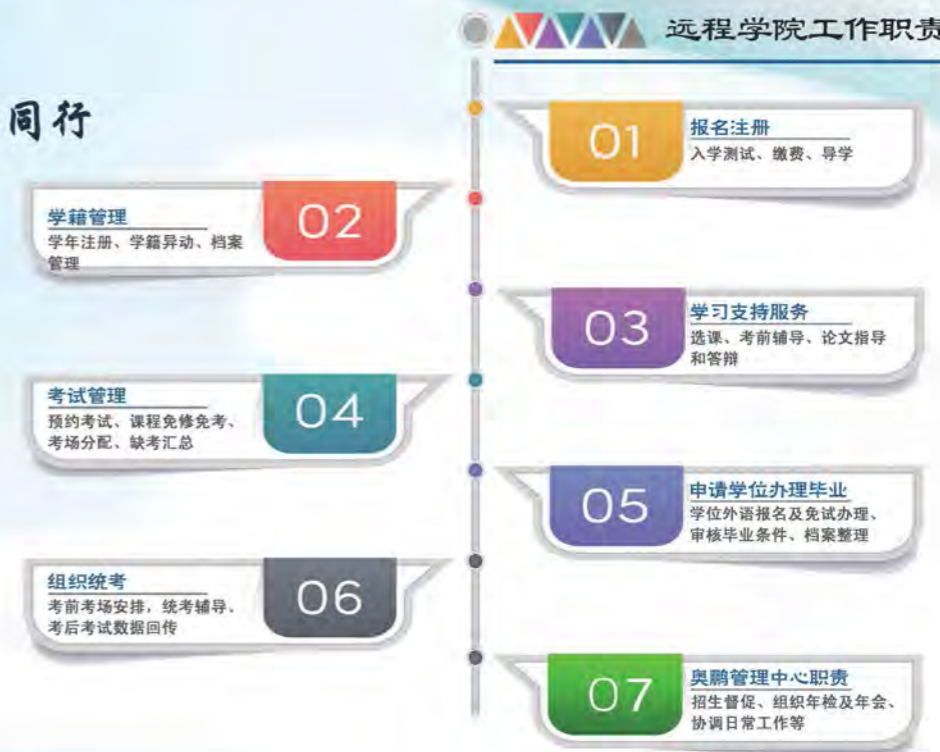 远程学院工作职责
同行
01
报名注册
入学测试、缴费、导学
02
学籍管理
学年注册、学籍异动、档案
管理
03
学习支持服务
选课、考前辅导、论文指导
和答辩
04
考试管理
预约考试、课程免修免考、
考场分配、缺考汇总
05
申请学位办理毕业
学位外语报名及免试办理、
审核毕业条件、档案整理
06
组织统考
考前考场安排，统考辅导、
考后考试数据回传
07
奥鹏管理中心职责
招生督促、组织年检及年会、
协调日常工作等